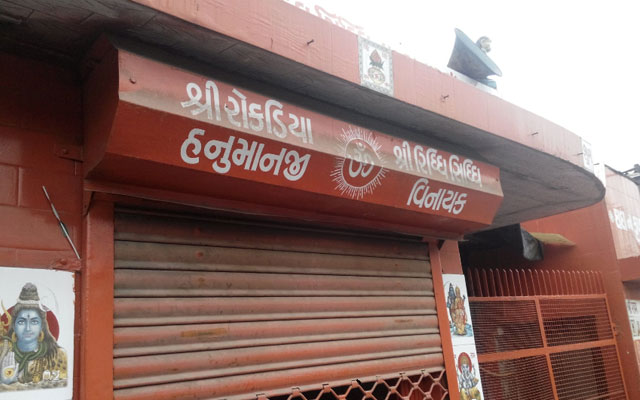 શ્રી રોકડિયા
હનુમાનજી
ૐ
શ્રી રિધ્ધિ સિધ્ધિ
વિનાયક